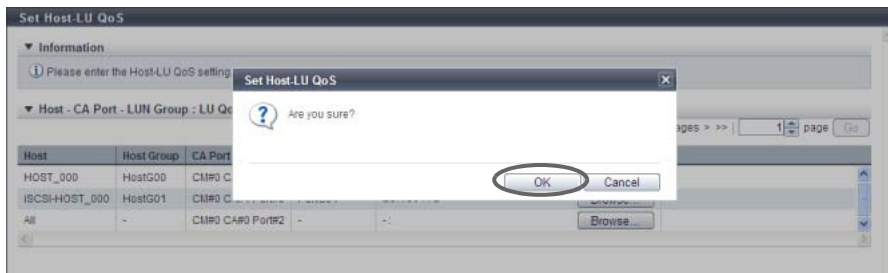 Set Host-LU QoS
Information
Please enter the Host-LU QoS setting
Set Host-LU QoS
Are you sure?
OK
Cancel
Host - CA Port - LUN Group : LU Qo
ages > >> | 1 page Go
Host Host Group CA Port
HOST_000 HostG00 CM#0 C
iSCSI-HOST_000 HostG01 CM#0 C
All - CM#0 CA#0 Port#2 - -: Browse...